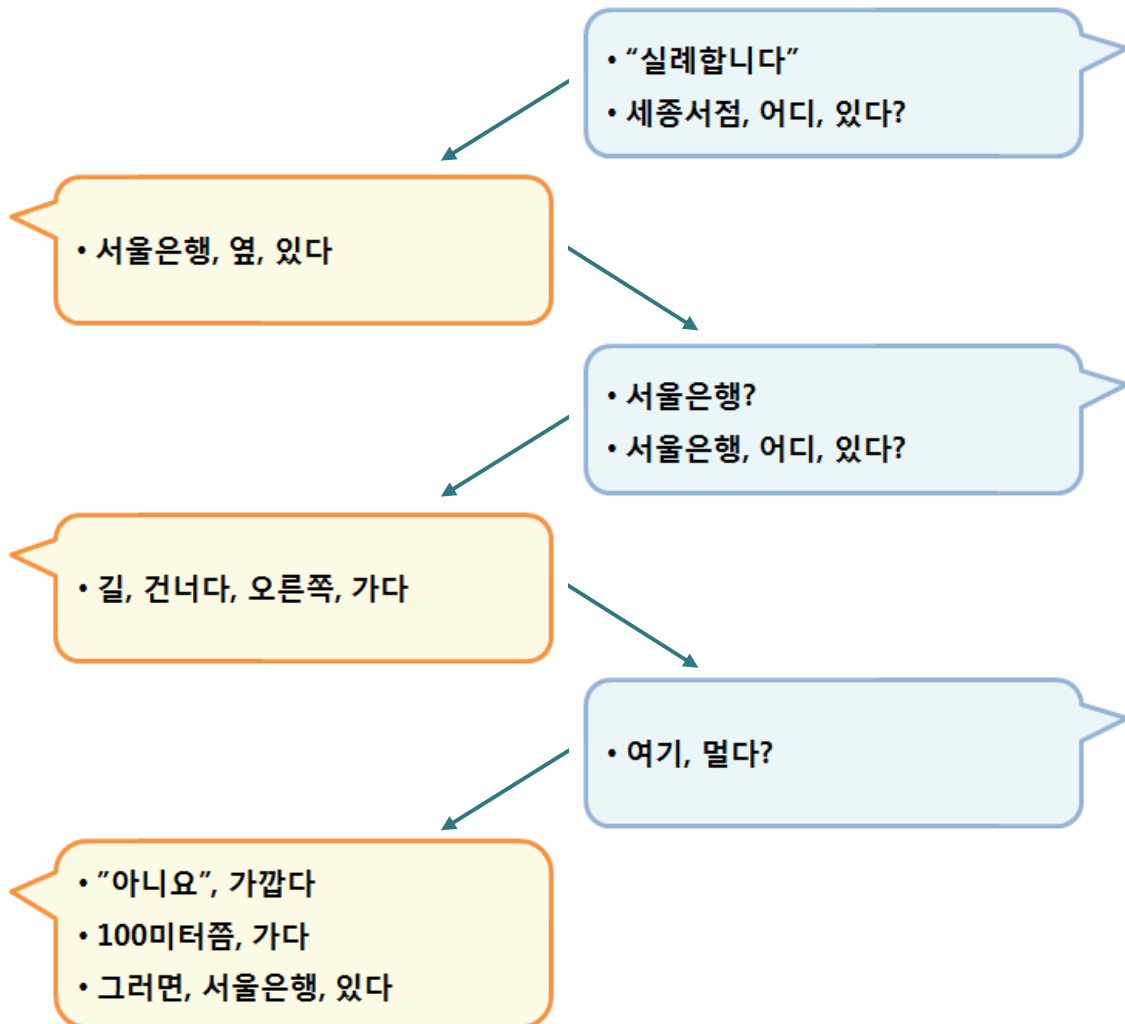 • “실례합니다”
• 세종서점, 어디, 있다?
• 서울은행, 옆, 있다
• 서울은행?
• 서울은행, 어디, 있다?
• 길, 건너다, 오른쪽, 가다
• 여기, 멀다?
• ”아니요”, 가깝다
• 100미터쯤, 가다
• 그러면, 서울은행, 있다